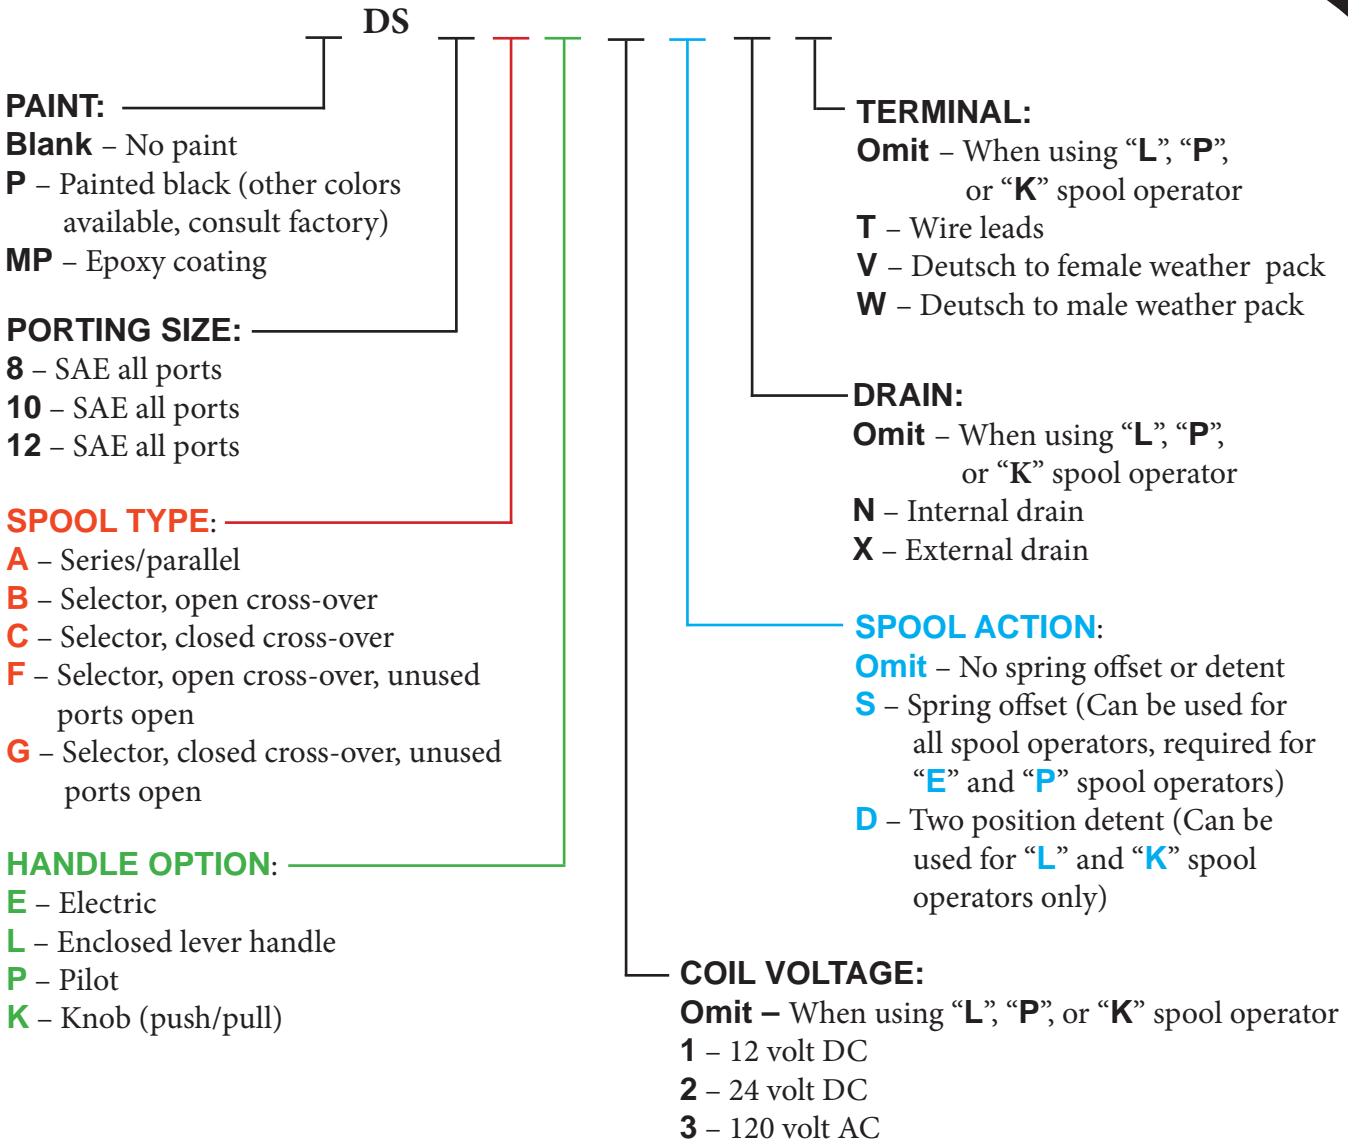 DS
PAINT:
Blank – No paint
P – Painted black (other colors
available, consult factory)
MP – Epoxy coating
PORTING SIZE:
8 – SAE all ports
10 – SAE all ports
12 – SAE all ports
SPOOL TYPE:
A – Series/parallel
B – Selector, open cross-over
C – Selector, closed cross-over
F – Selector, open cross-over, unused
ports open
G – Selector, closed cross-over, unused
ports open
HANDLE OPTION:
E – Electric
L – Enclosed lever handle
P – Pilot
K – Knob (push/pull)
TERMINAL:
Omit – When using “L”, “P”,
or “K” spool operator
T – Wire leads
V – Deutsch to female weather pack
W – Deutsch to male weather pack
DRAIN:
Omit – When using “L”, “P”,
or “K” spool operator
N – Internal drain
X – External drain
SPOOL ACTION:
Omit – No spring offset or detent
S – Spring offset (Can be used for
all spool operators, required for
“E” and “P” spool operators)
D – Two position detent (Can be
used for “L” and “K” spool
operators only)
COIL VOLTAGE:
Omit – When using “L”, “P”, or “K” spool operator
1 – 12 volt DC
2 – 24 volt DC
3 – 120 volt AC